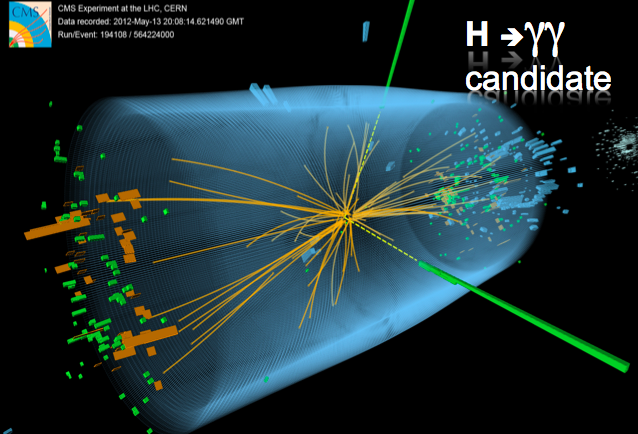 CMS
CMS Experiment at the LHC, CERN
Data recorded: 2012-May-13 20:08:14.621490 GMT
Run/Event: 194108 / 564224000
H ➔γγ
candidate